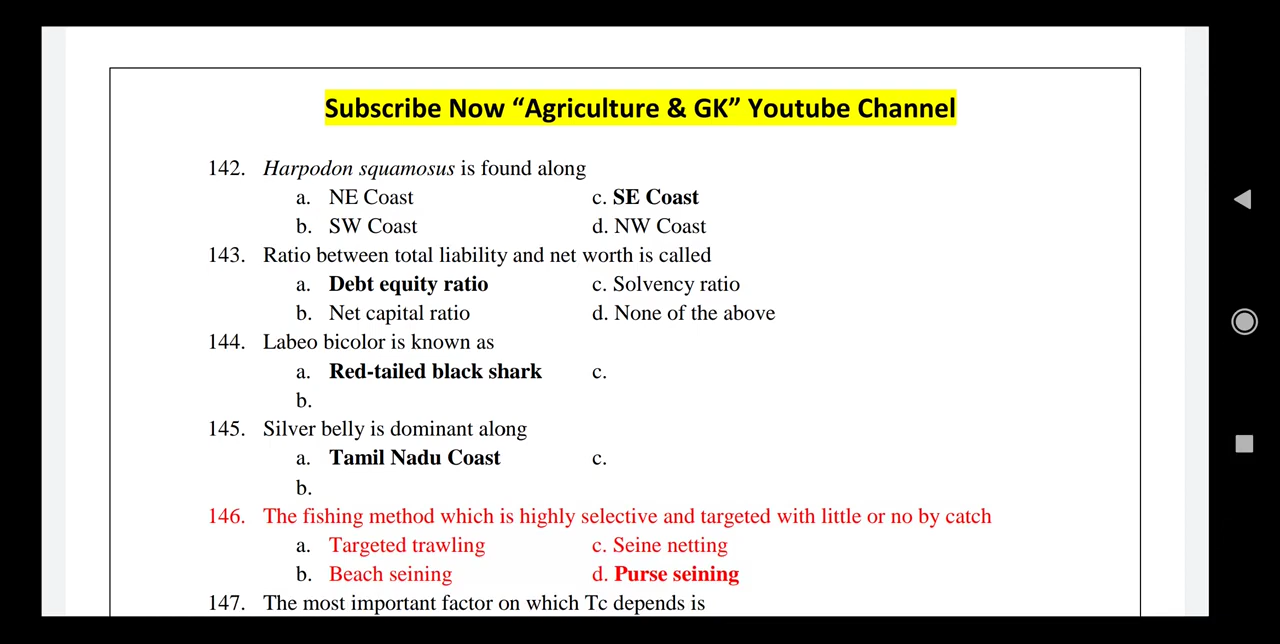 Subscribe Now “Agriculture & GK” Youtube Channel
142. Harpodon squamosus is found along
a. NE Coast c. SE Coast
b. SW Coast d. NW Coast
143. Ratio between total liability and net worth is called
a. Debt equity ratio c. Solvency ratio
b. Net capital ratio d. None of the above
144. Labeo bicolor is known as
a. Red-tailed black shark c.
b.
145. Silver belly is dominant along
a. Tamil Nadu Coast c.
b.
146. The fishing method which is highly selective and targeted with little or no by catch
a. Targeted trawling c. Seine netting
b. Beach seining d. Purse seining
147. The most important factor on which Tc depends is